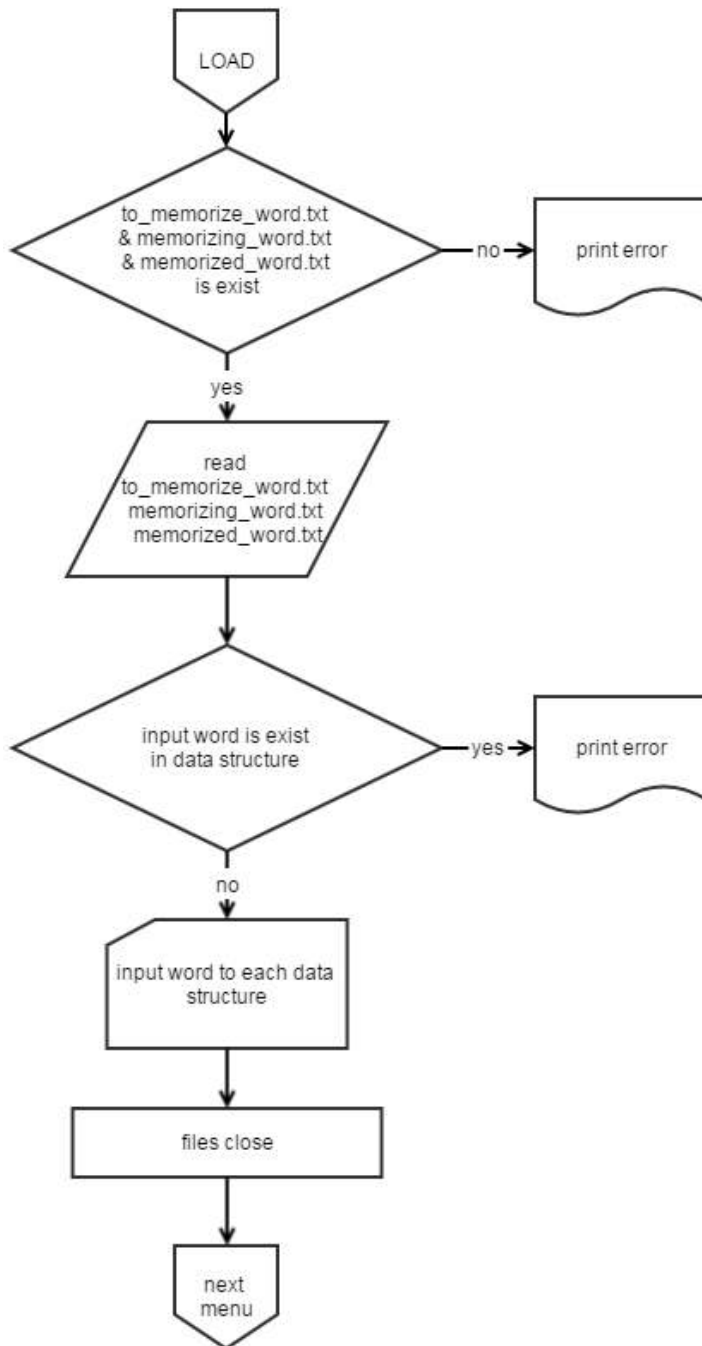 LOAD
to_memorize_word.txt
& memorizing_word.txt
& memorized_word.txt
is exist
no
print error
yes
read
to_memorize_word.txt
memorizing_word.txt
memorized_word.txt
input word is exist
in data structure
yes
print error
no
input word to each data
structure
files close
next
menu